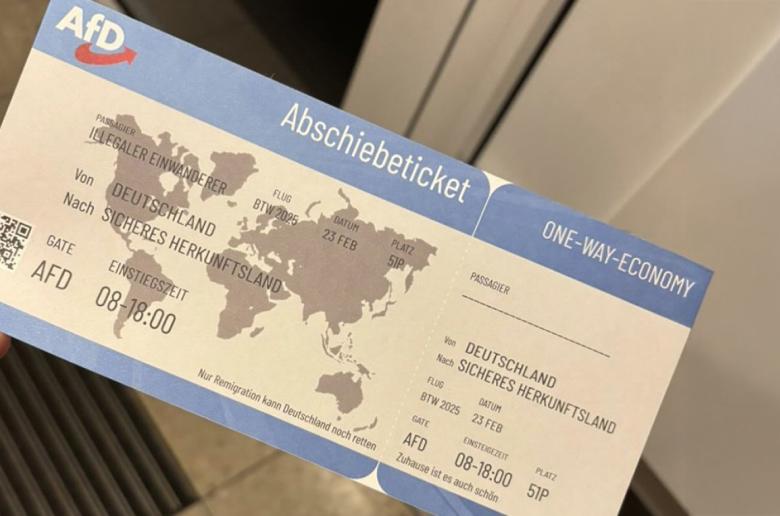 AfD
Abschiebeticket
PASSAGIER
ILLEGALER EINWANDERER
Von DEUTSCHLAND
Nach SICHERES HERKUNFTSLAND
FLUG
BTW 2025
DATUM
23 FEB
PLATZ
51P
GATE
AFD
EINSTIEGSZEIT
08-18:00
Nur Remigration kann Deutschland noch retten
ONE-WAY-ECONOMY
PASSAGIER
Von DEUTSCHLAND
Nach SICHERES HERKUNFTSLAND
FLUG
BTW 2025
DATUM
23 FEB
GATE
AFD
EINSTEIGEZEIT
08-18:00
PLATZ
51P
Zuhause ist es auch schön